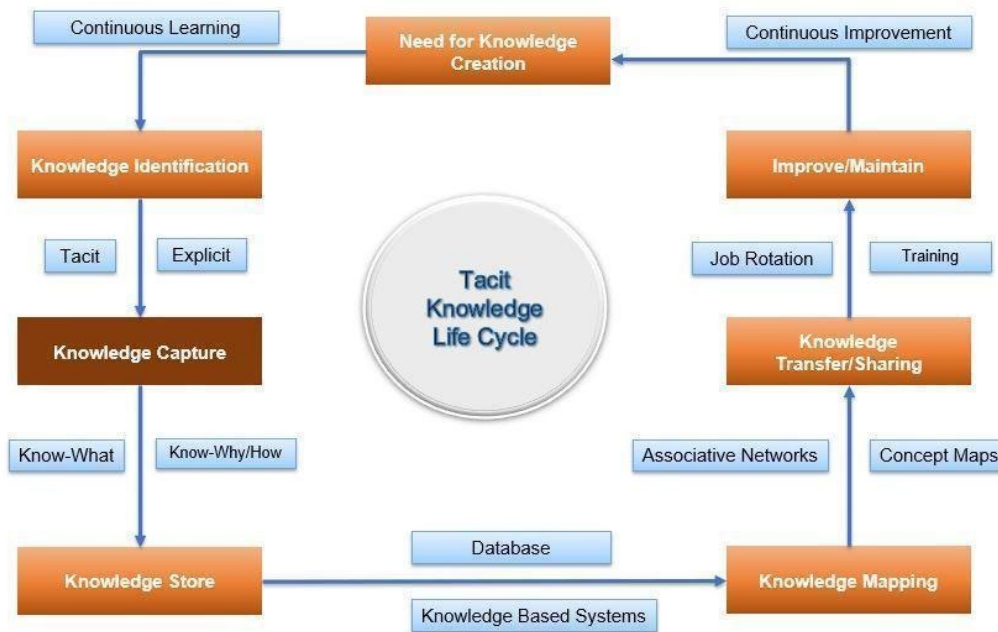 Continuous Learning
Need for Knowledge
Creation
Continuous Improvement
Knowledge Identification
Improve/Maintain
Tacit
Explicit
Job Rotation
Training
Tacit
Knowledge
Life Cycle
Knowledge Capture
Knowledge
Transfer/Sharing
Know-What
Know-Why/How
Associative Networks
Concept Maps
Database
Knowledge Store
Knowledge Mapping
Knowledge Based Systems